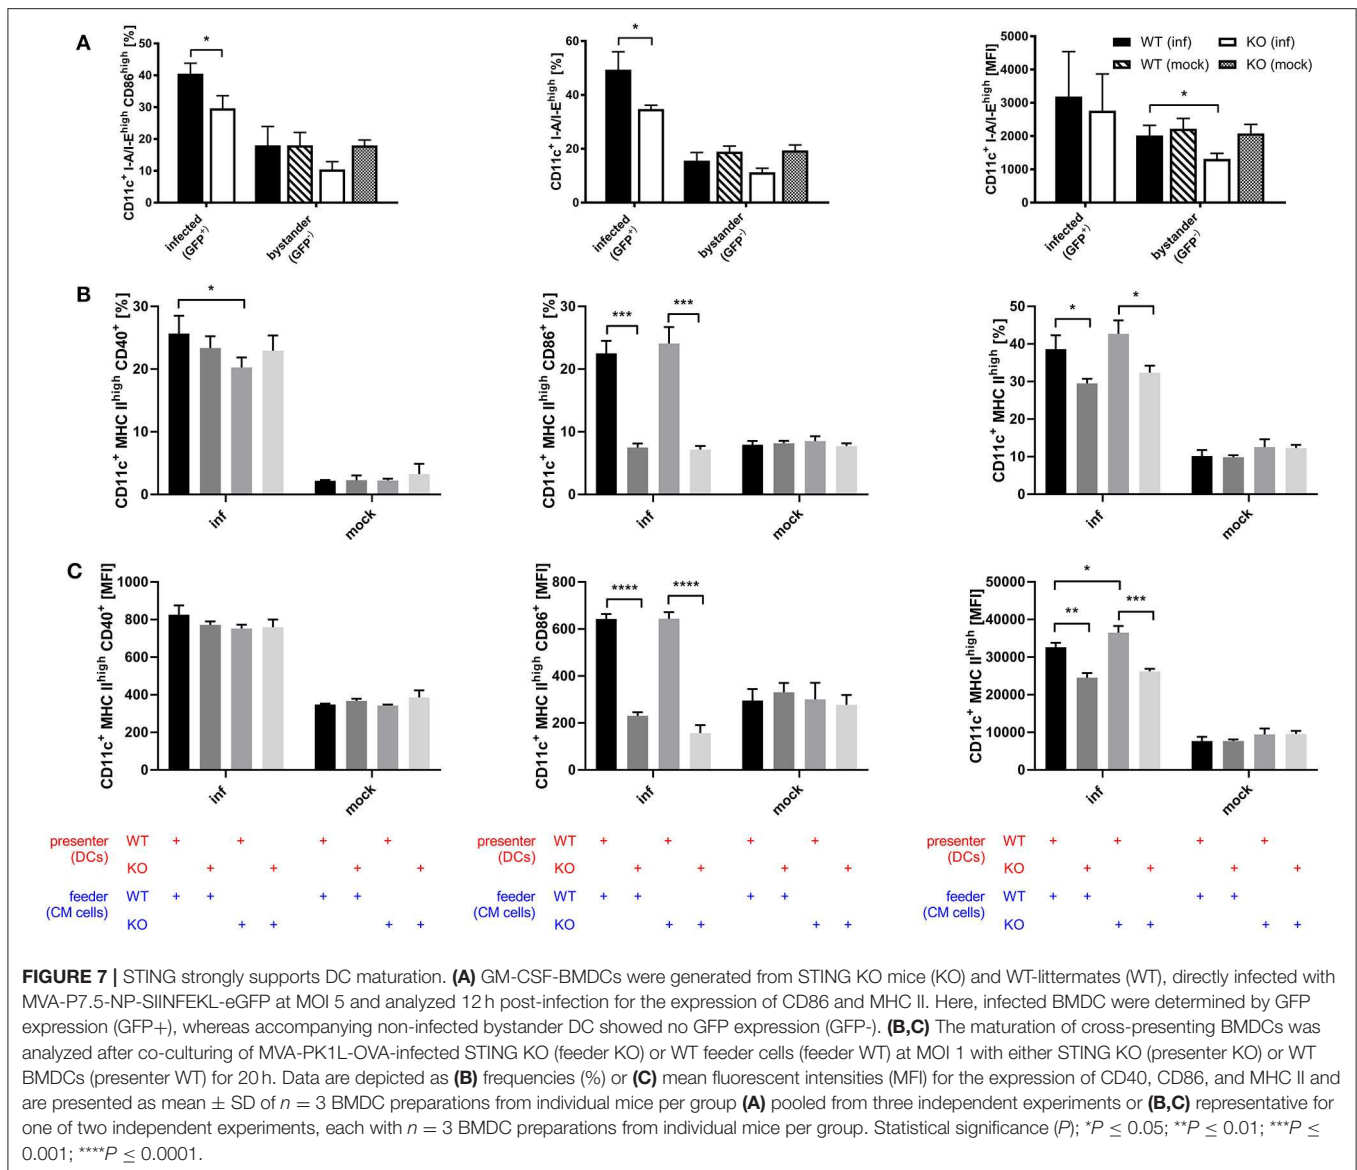 A
CD11c+ I-A/I-Ehigh CD86high [%]
50
40
30
20
10
0
*
infected
(GFP+)
bystander
(GFP-)
CD11c+ I-A/I-Ehigh [%]
60
40
20
0
*
infected
(GFP+)
bystander
(GFP-)
CD11c+ I-A/I-Ehigh [MFI]
5000
4000
3000
2000
1000
0
*
WT (inf)
KO (inf)
WT (mock)
KO (mock)
infected
(GFP+)
bystander
(GFP-)
B
CD11c+ MHC IIhigh CD40+ [%]
30
20
10
0
*
inf
mock
CD11c+ MHC IIhigh CD86+ [%]
30
20
10
0
***
***
inf
mock
CD11c+ MHC IIhigh [%]
50
40
30
20
10
0
*
*
inf
mock
C
CD11c+ MHC IIhigh CD40+ [MFI]
1000
800
600
400
200
0
inf
mock
CD11c+ MHC IIhigh CD86+ [MFI]
800
600
400
200
0
****
****
inf
mock
CD11c+ MHC IIhigh [MFI]
50000
40000
30000
20000
10000
0
*
**
***
inf
mock
presenter WT + + + +
(DCs)
KO + + + +
feeder WT + + + +
(CM cells)
KO + + + +
presenter WT + + + +
(DCs)
KO + + + +
feeder WT + + + +
(CM cells)
KO + + + +
presenter WT + + + +
(DCs)
KO + + + +
feeder WT + + + +
(CM cells)
KO + + + +
FIGURE 7 | STING strongly supports DC maturation. (A) GM-CSF-BMDCs were generated from STING KO mice (KO) and WT-littermates (WT), directly infected with
MVA-P7.5-NP-SIINFEKL-eGFP at MOI 5 and analyzed 12 h post-infection for the expression of CD86 and MHC II. Here, infected BMDC were determined by GFP
expression (GFP+), whereas accompanying non-infected bystander DC showed no GFP expression (GFP-). (B,C) The maturation of cross-presenting BMDCs was
analyzed after co-culturing of MVA-PK1L-OVA-infected STING KO (feeder KO) or WT feeder cells (feeder WT) at MOI 1 with either STING KO (presenter KO) or WT
BMDCs (presenter WT) for 20 h. Data are depicted as (B) frequencies (%) or (C) mean fluorescent intensities (MFI) for the expression of CD40, CD86, and MHC II and
are presented as mean ± SD of n = 3 BMDC preparations from individual mice per group (A) pooled from three independent experiments or (B,C) representative for
one of two independent experiments, each with n = 3 BMDC preparations from individual mice per group. Statistical significance (P); *P ≤ 0.05; **P ≤ 0.01; ***P ≤
0.001; ****P ≤ 0.0001.